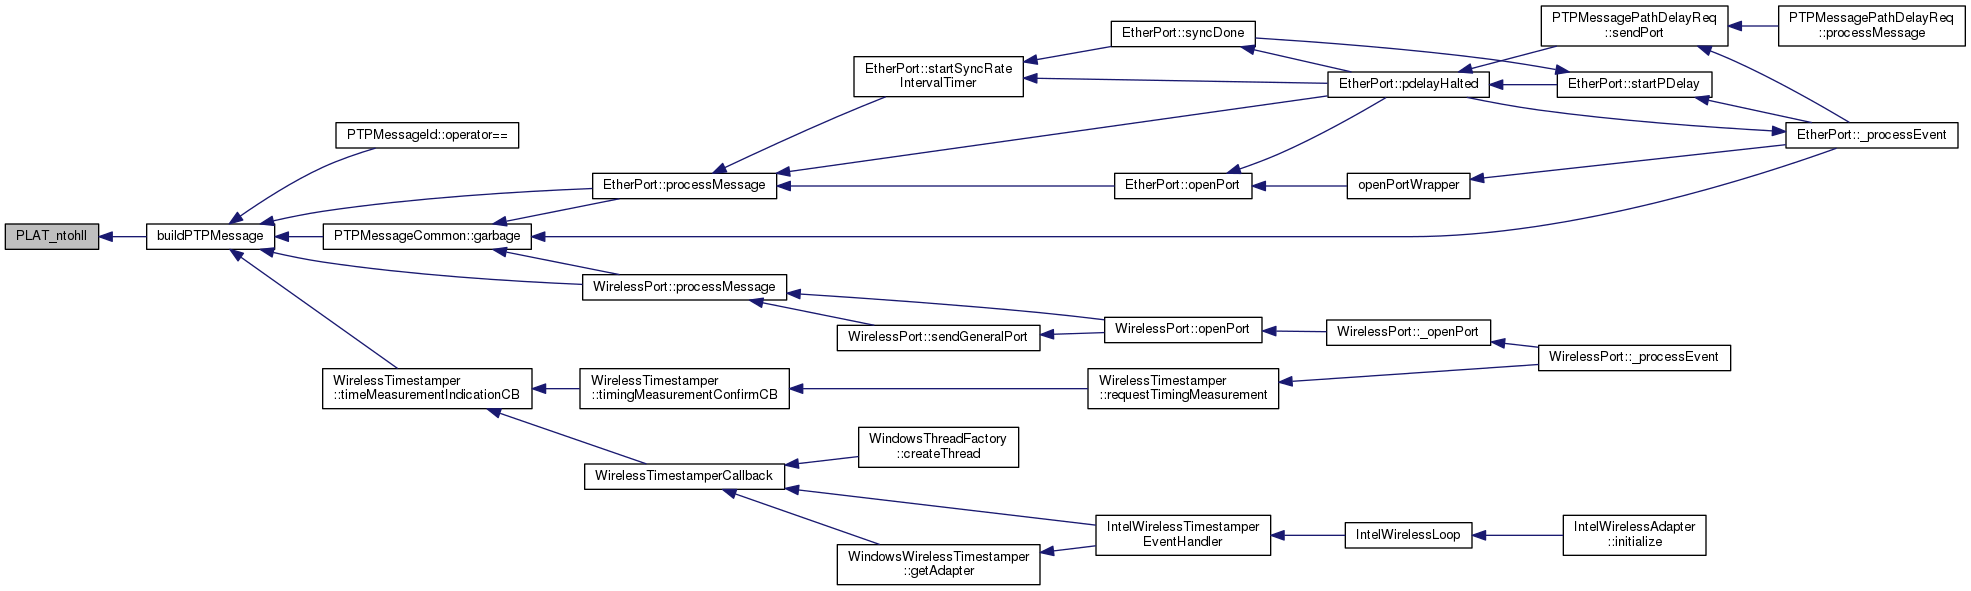 PLAT_ntohll
buildPTPMessage
PTPMessageId::operator==
EtherPort::processMessage
PTPMessageCommon::garbage
WirelessPort::processMessage
WirelessTimestamper
::timeMeasurementIndicationCB
EtherPort::startSyncRate
IntervalTimer
EtherPort::syncDone
EtherPort::pdelayHalted
PTPMessagePathDelayReq
::sendPort
PTPMessagePathDelayReq
::processMessage
EtherPort::startPDelay
EtherPort::_processEvent
EtherPort::openPort
openPortWrapper
WirelessPort::sendGeneralPort
WirelessPort::openPort
WirelessPort::_openPort
WirelessPort::_processEvent
WirelessTimestamper
::timingMeasurementConfirmCB
WirelessTimestamper
::requestTimingMeasurement
WirelessTimestamperCallback
WindowsThreadFactory
::createThread
WindowsWirelessTimestamper
::getAdapter
IntelWirelessTimestamper
EventHandler
IntelWirelessLoop
IntelWirelessAdapter
::initialize